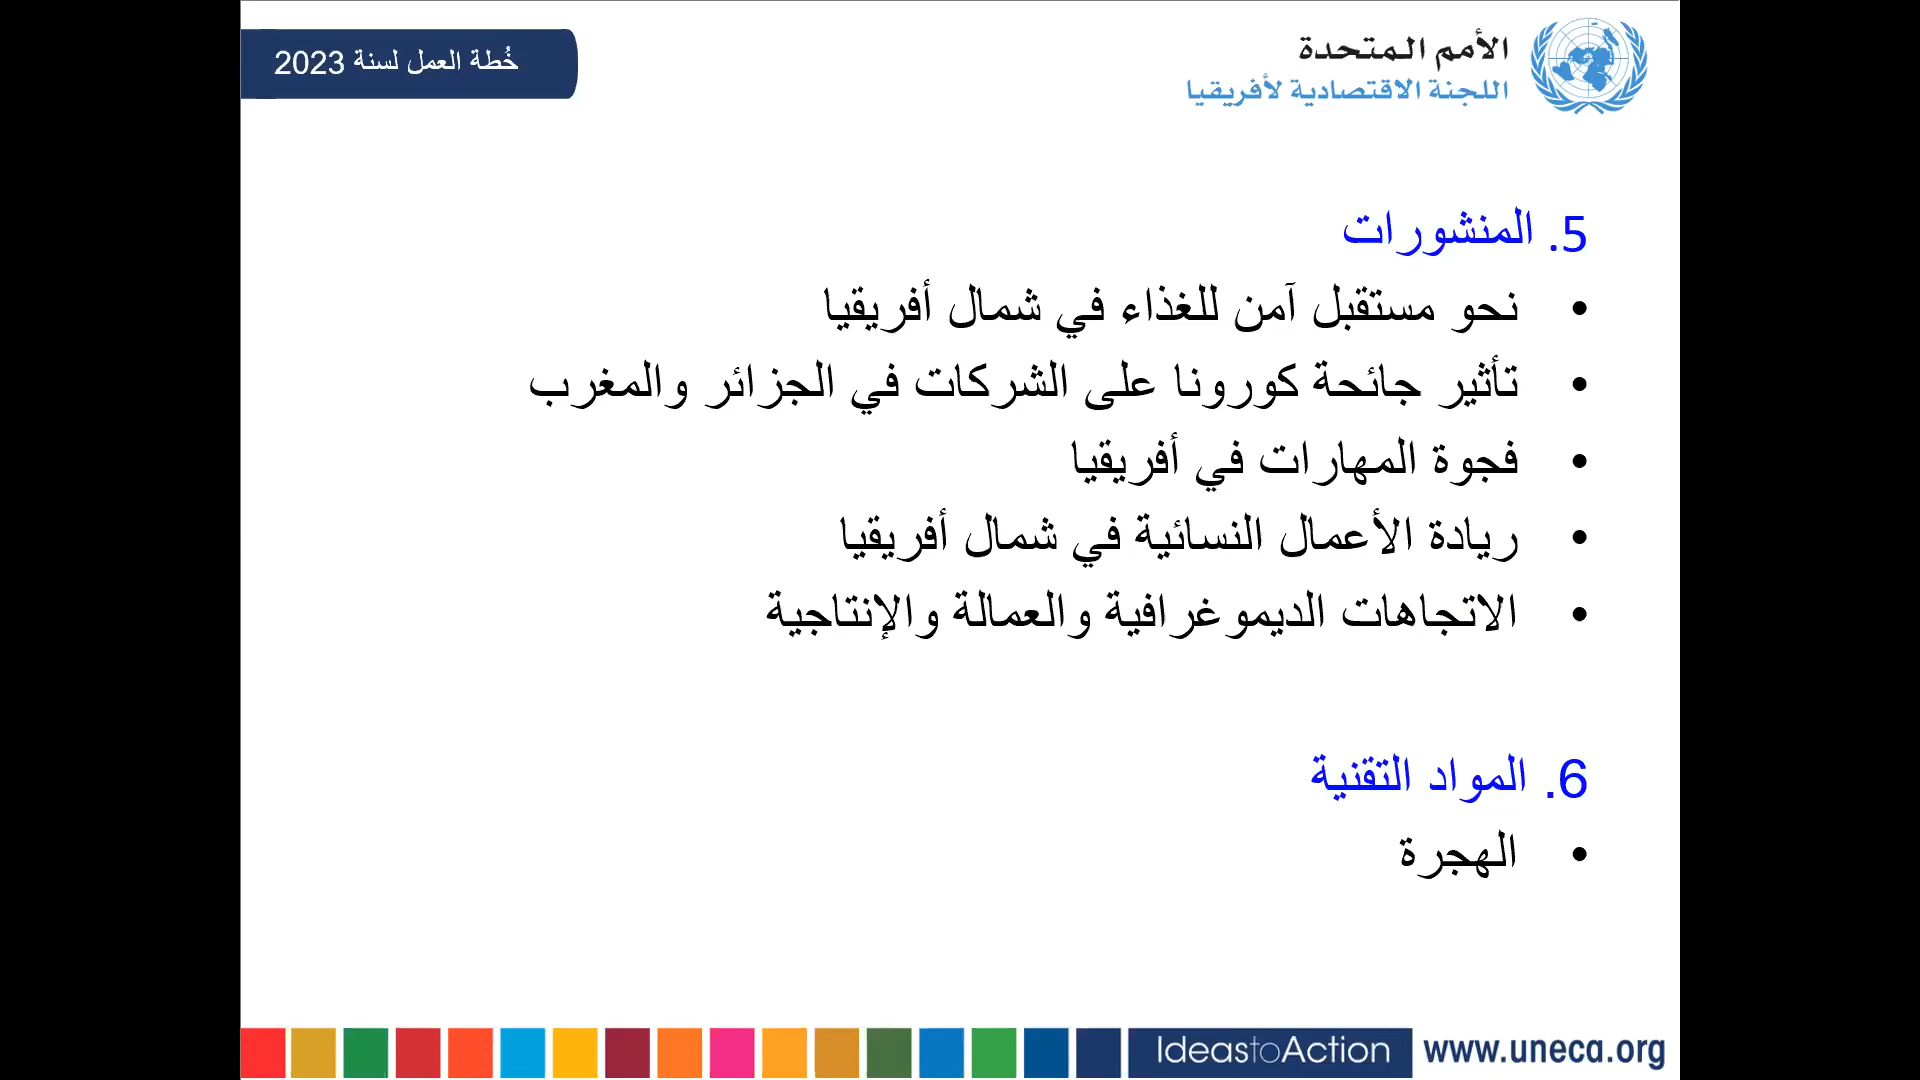 خُطة العمل لسنة 2023
الأمم المتحدة
اللجنة الاقتصادية لأفريقيا
5. المنشورات
• نحو مستقبل آمن للغذاء في شمال أفريقيا
• تأثير جائحة كورونا على الشركات في الجزائر والمغرب
• فجوة المهارات في أفريقيا
• ريادة الأعمال النسائية في شمال أفريقيا
• الاتجاهات الديموغرافية والعمالة والإنتاجية
6. المواد التقنية
• الهجرة
IdeastoAction
www.uneca.org